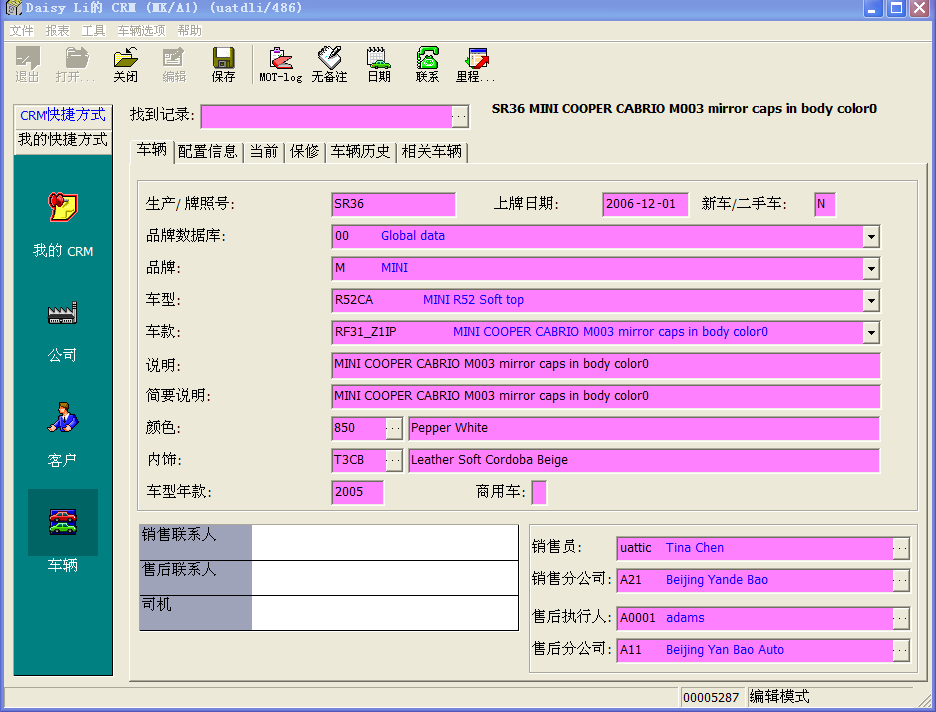 Daisy Li的 CRM (MK/A1) (uatdli/486)
文件 报表 工具 车辆选项 帮助
退出 打开... 关闭 编辑 保存 MOT-log 无备注 日期 联系 里程...
CRM快捷方式
我的快捷方式
找到记录: ...
SR36 MINI COOPER CABRIO M003 mirror caps in body color0
车辆 配置信息 当前 保修 车辆历史 相关车辆
我的 CRM
公司
客户
车辆
生产/牌照号: SR36 上牌日期: 2006-12-01 新车/二手车: N
品牌数据库: 00 Global data
品牌: M MINI
车型: R52CA MINI R52 Soft top
车款: RF31_Z1IP MINI COOPER CABRIO M003 mirror caps in body color0
说明: MINI COOPER CABRIO M003 mirror caps in body color0
简要说明: MINI COOPER CABRIO M003 mirror caps in body color0
颜色: 850 ... Pepper White
内饰: T3CB ... Leather Soft Cordoba Beige
车型年款: 2005 商用车:
销售联系人
售后联系人
司机
销售员: uattic Tina Chen ...
销售分公司: A21 Beijing Yande Bao ...
售后执行人: A0001 adams ...
售后分公司: A11 Beijing Yan Bao Auto ...
00005287 编辑模式